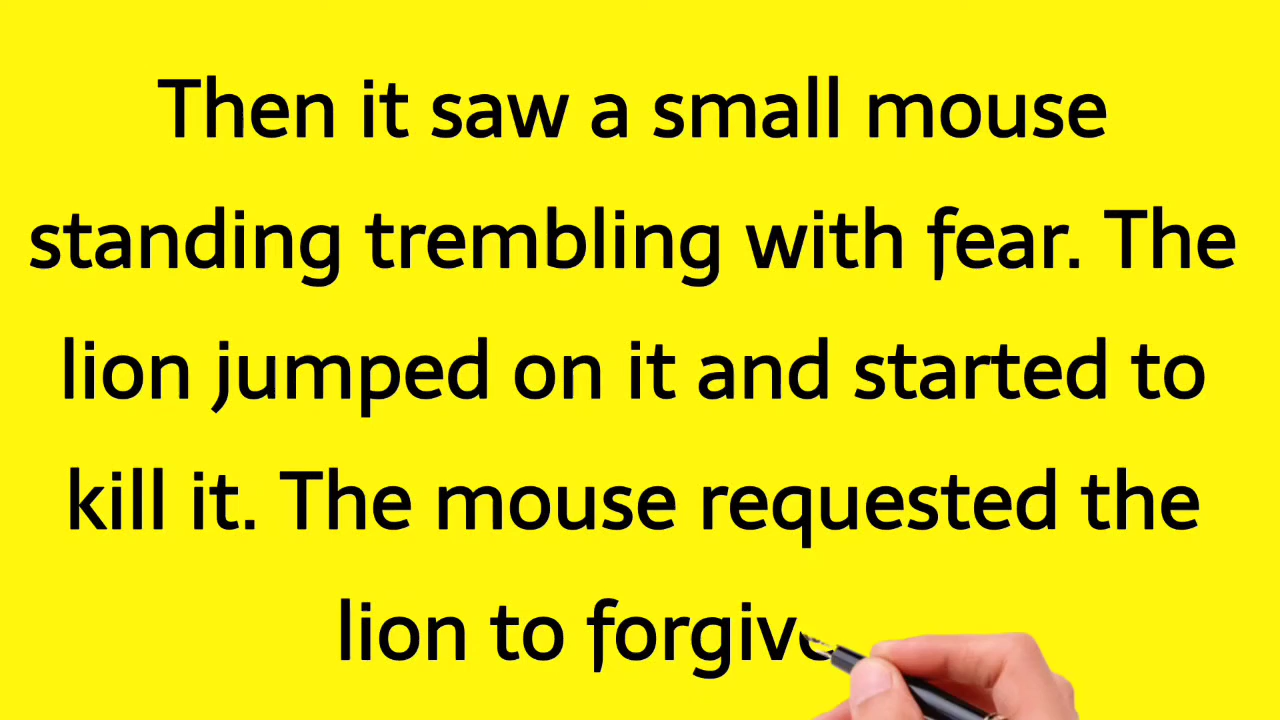 Then it saw a small mouse
standing trembling with fear. The
lion jumped on it and started to
kill it. The mouse requested the
lion to forgive